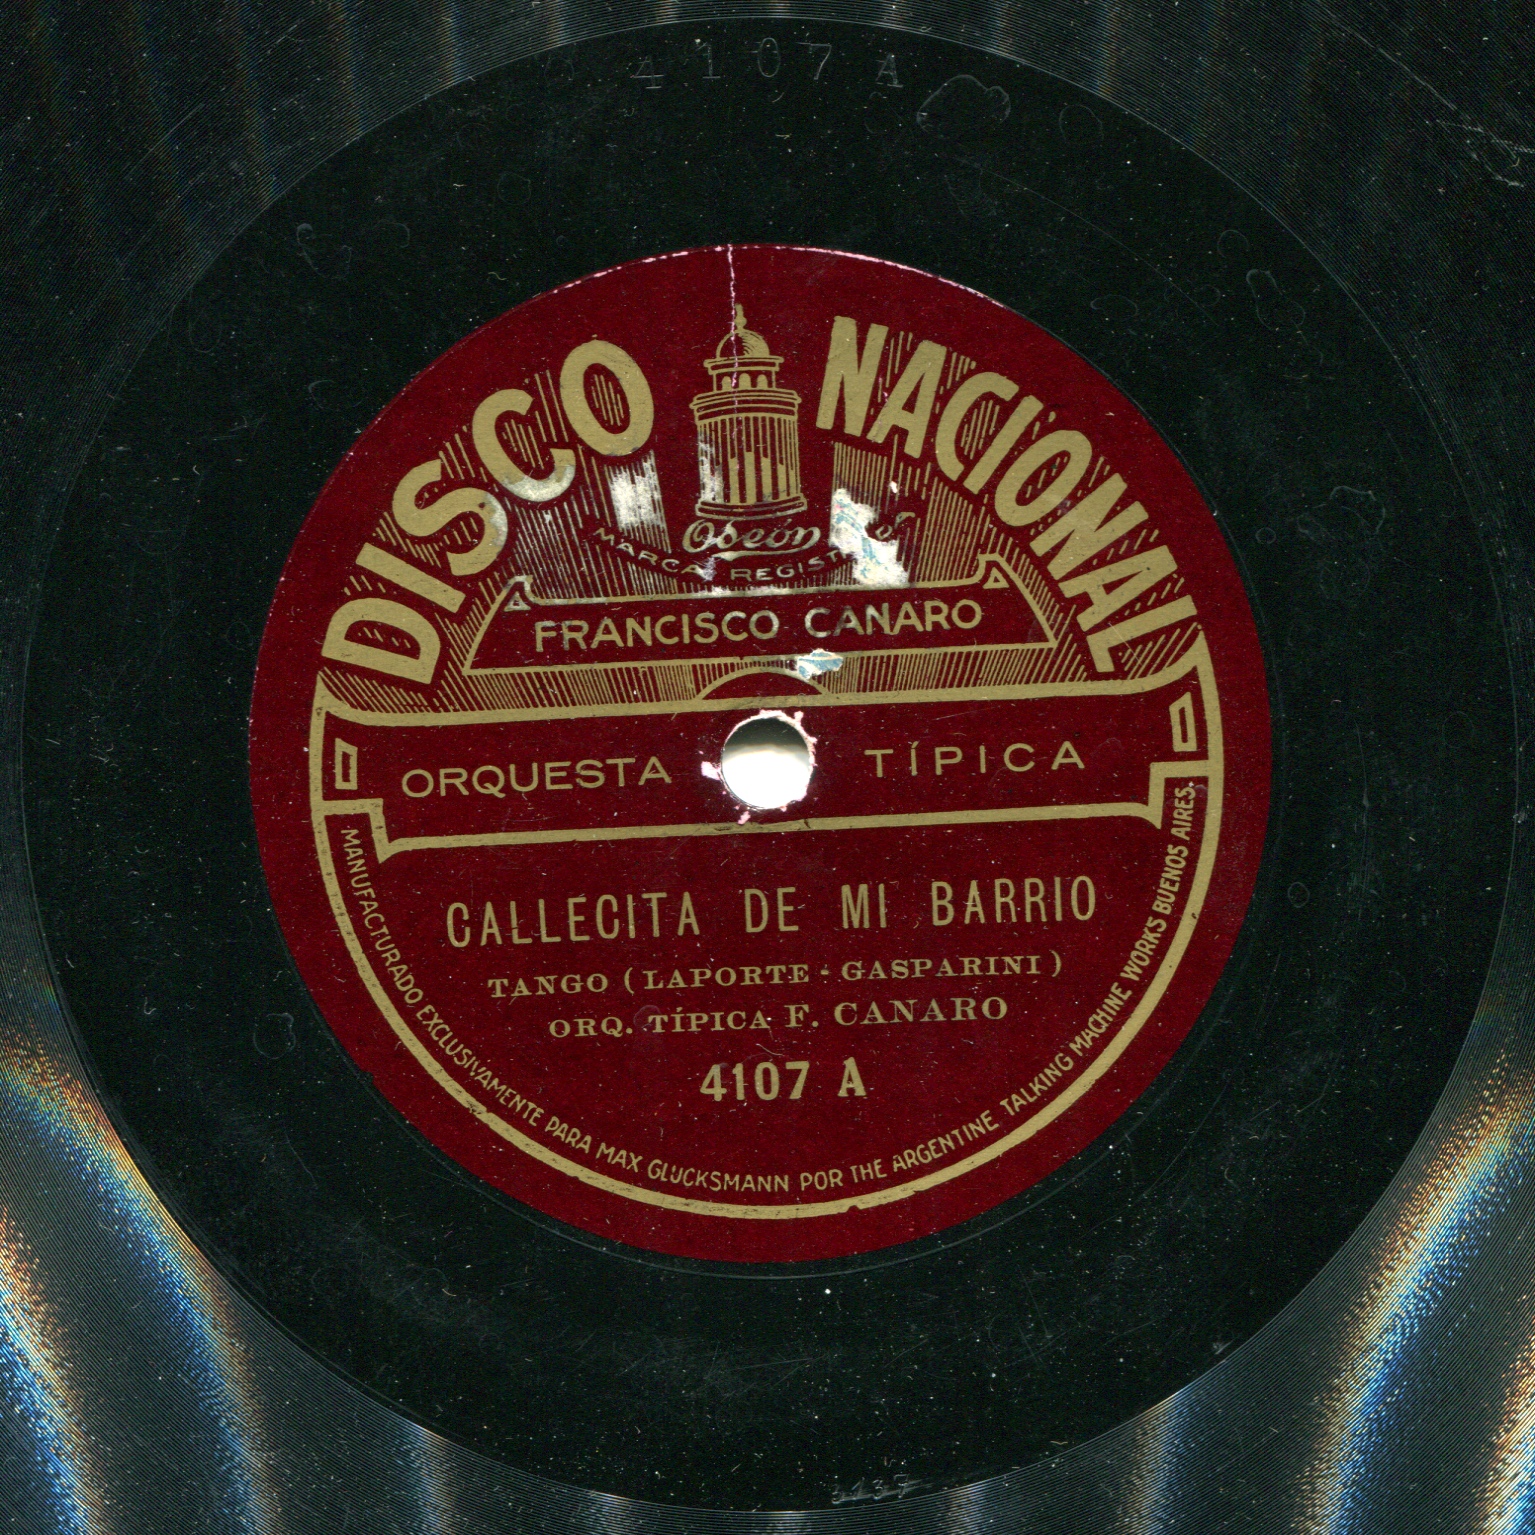 4107 A
DISCO NACIONAL
Odeón
MARCA REGIST
FRANCISCO CANARO
ORQUESTA TÍPICA
CALLECITA DE MI BARRIO
TANGO (LAPORTE - GASPARINI)
ORQ. TÍPICA F. CANARO
4107 A
MANUFACTURADO EXCLUSIVAMENTE PARA MAX GLÜCKSMANN POR THE ARGENTINE TALKING MACHINE WORKS BUENOS AIRES.